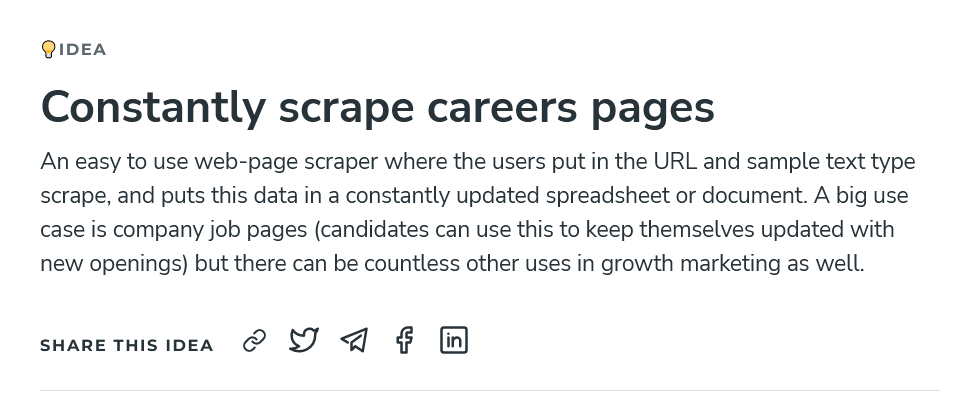 IDEA
Constantly scrape careers pages
An easy to use web-page scraper where the users put in the URL and sample text type
scrape, and puts this data in a constantly updated spreadsheet or document. A big use
case is company job pages (candidates can use this to keep themselves updated with
new openings) but there can be countless other uses in growth marketing as well.
SHARE THIS IDEA